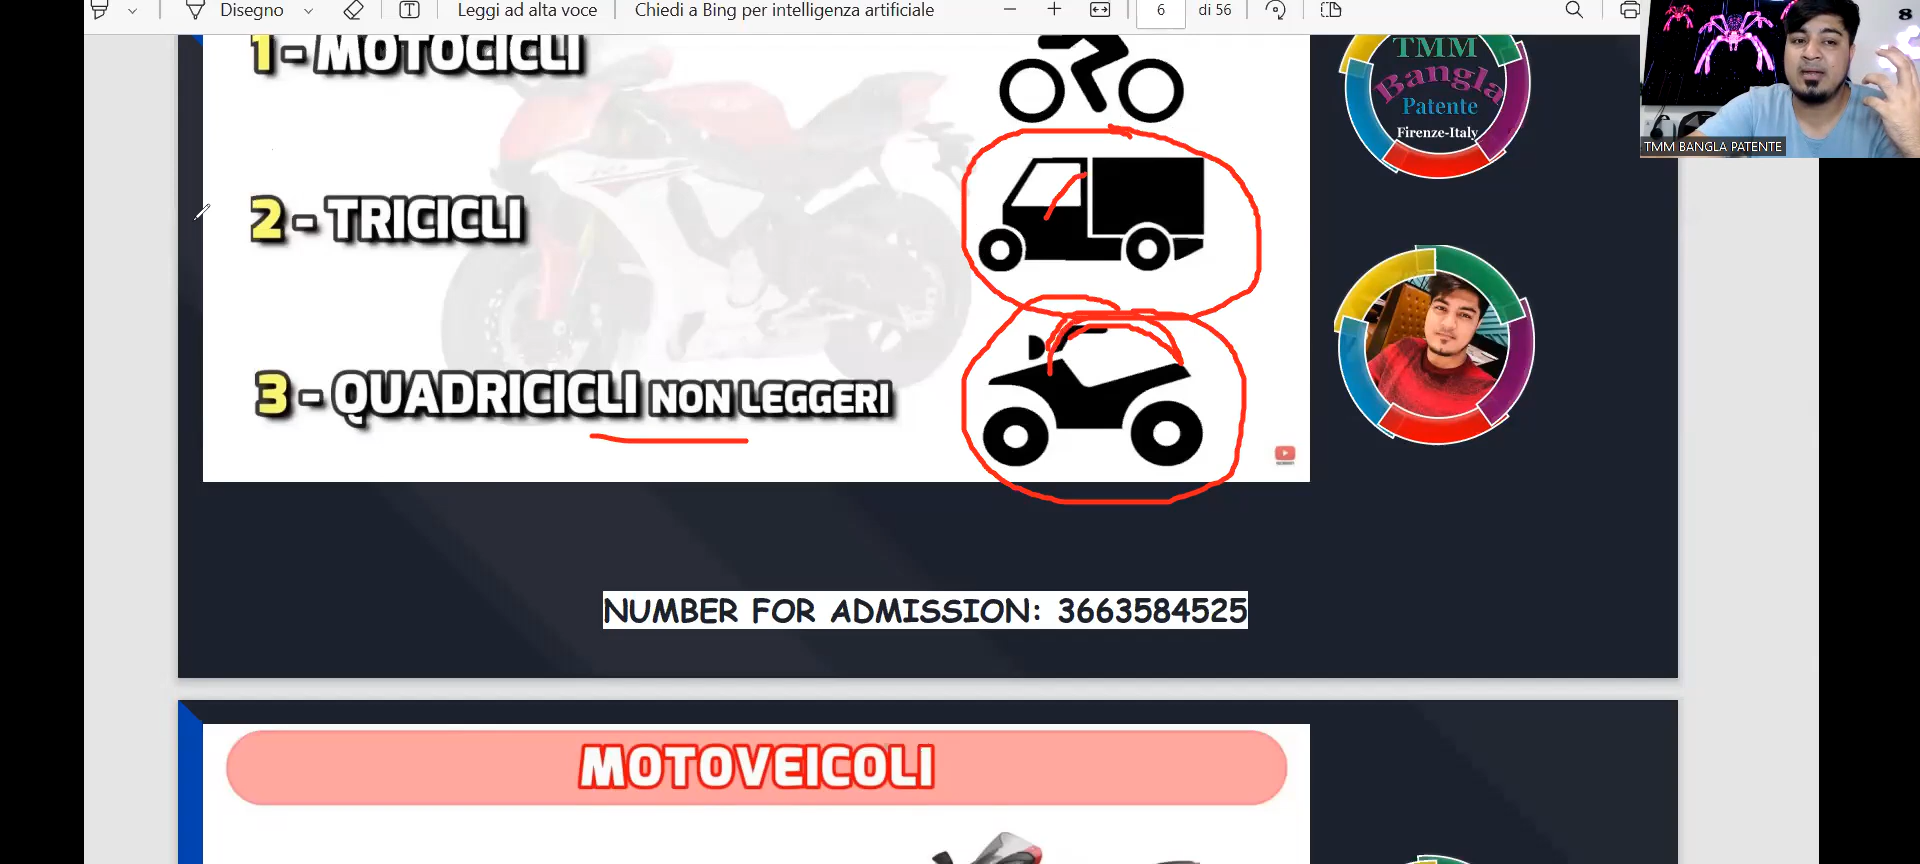 Disegno
Leggi ad alta voce
Chiedi a Bing per intelligenza artificiale
6
di 56
8
TMM BANGLA PATENTE
1 - MOTOCICLI
2 - TRICICLI
3 - QUADRICICLI NON LEGGERI
TMM
Bangla
Patente
Firenze-Italy
NUMBER FOR ADMISSION: 3663584525
MOTOVEICOLI